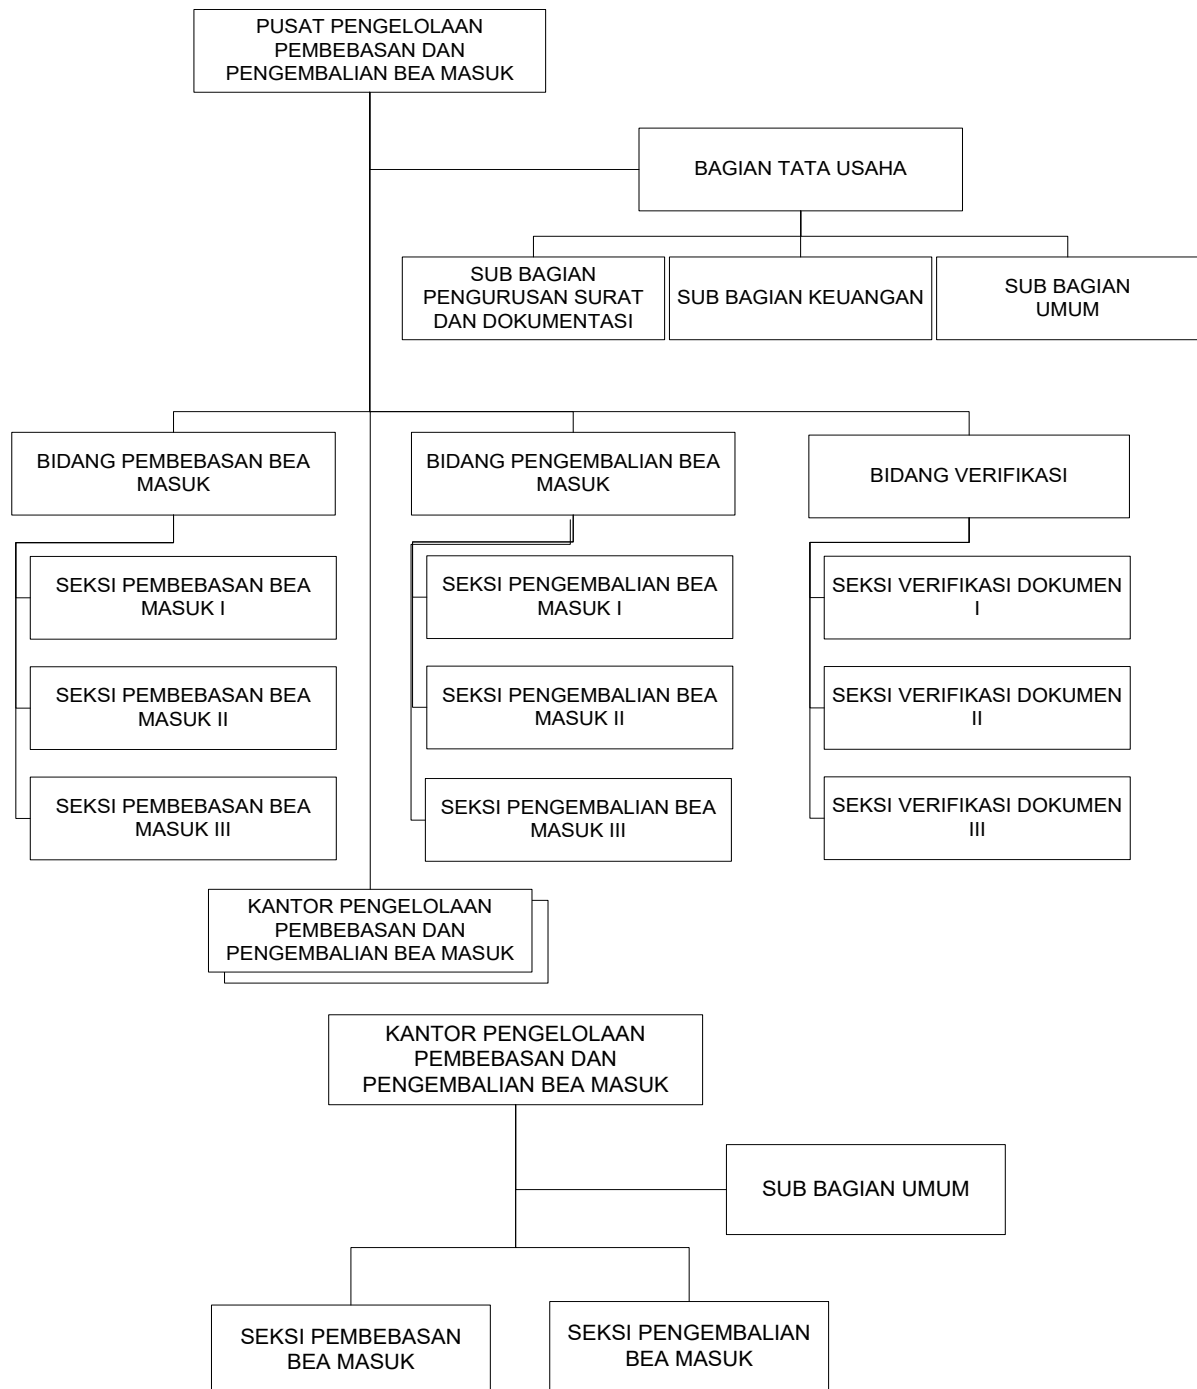 PUSAT PENGELOLAAN
PEMBEBASAN DAN
PENGEMBALIAN BEA MASUK
BAGIAN TATA USAHA
SUB BAGIAN
PENGURUSAN SURAT
DAN DOKUMENTASI
SUB BAGIAN KEUANGAN
SUB BAGIAN
UMUM
BIDANG PEMBEBASAN BEA
MASUK
BIDANG PENGEMBALIAN BEA
MASUK
BIDANG VERIFIKASI
SEKSI PEMBEBASAN BEA
MASUK I
SEKSI PENGEMBALIAN BEA
MASUK I
SEKSI VERIFIKASI DOKUMEN
I
SEKSI PEMBEBASAN BEA
MASUK II
SEKSI PENGEMBALIAN BEA
MASUK II
SEKSI VERIFIKASI DOKUMEN
II
SEKSI PEMBEBASAN BEA
MASUK III
SEKSI PENGEMBALIAN BEA
MASUK III
SEKSI VERIFIKASI DOKUMEN
III
KANTOR PENGELOLAAN
PEMBEBASAN DAN
PENGEMBALIAN BEA MASUK
KANTOR PENGELOLAAN
PEMBEBASAN DAN
PENGEMBALIAN BEA MASUK
SUB BAGIAN UMUM
SEKSI PEMBEBASAN
BEA MASUK
SEKSI PENGEMBALIAN
BEA MASUK